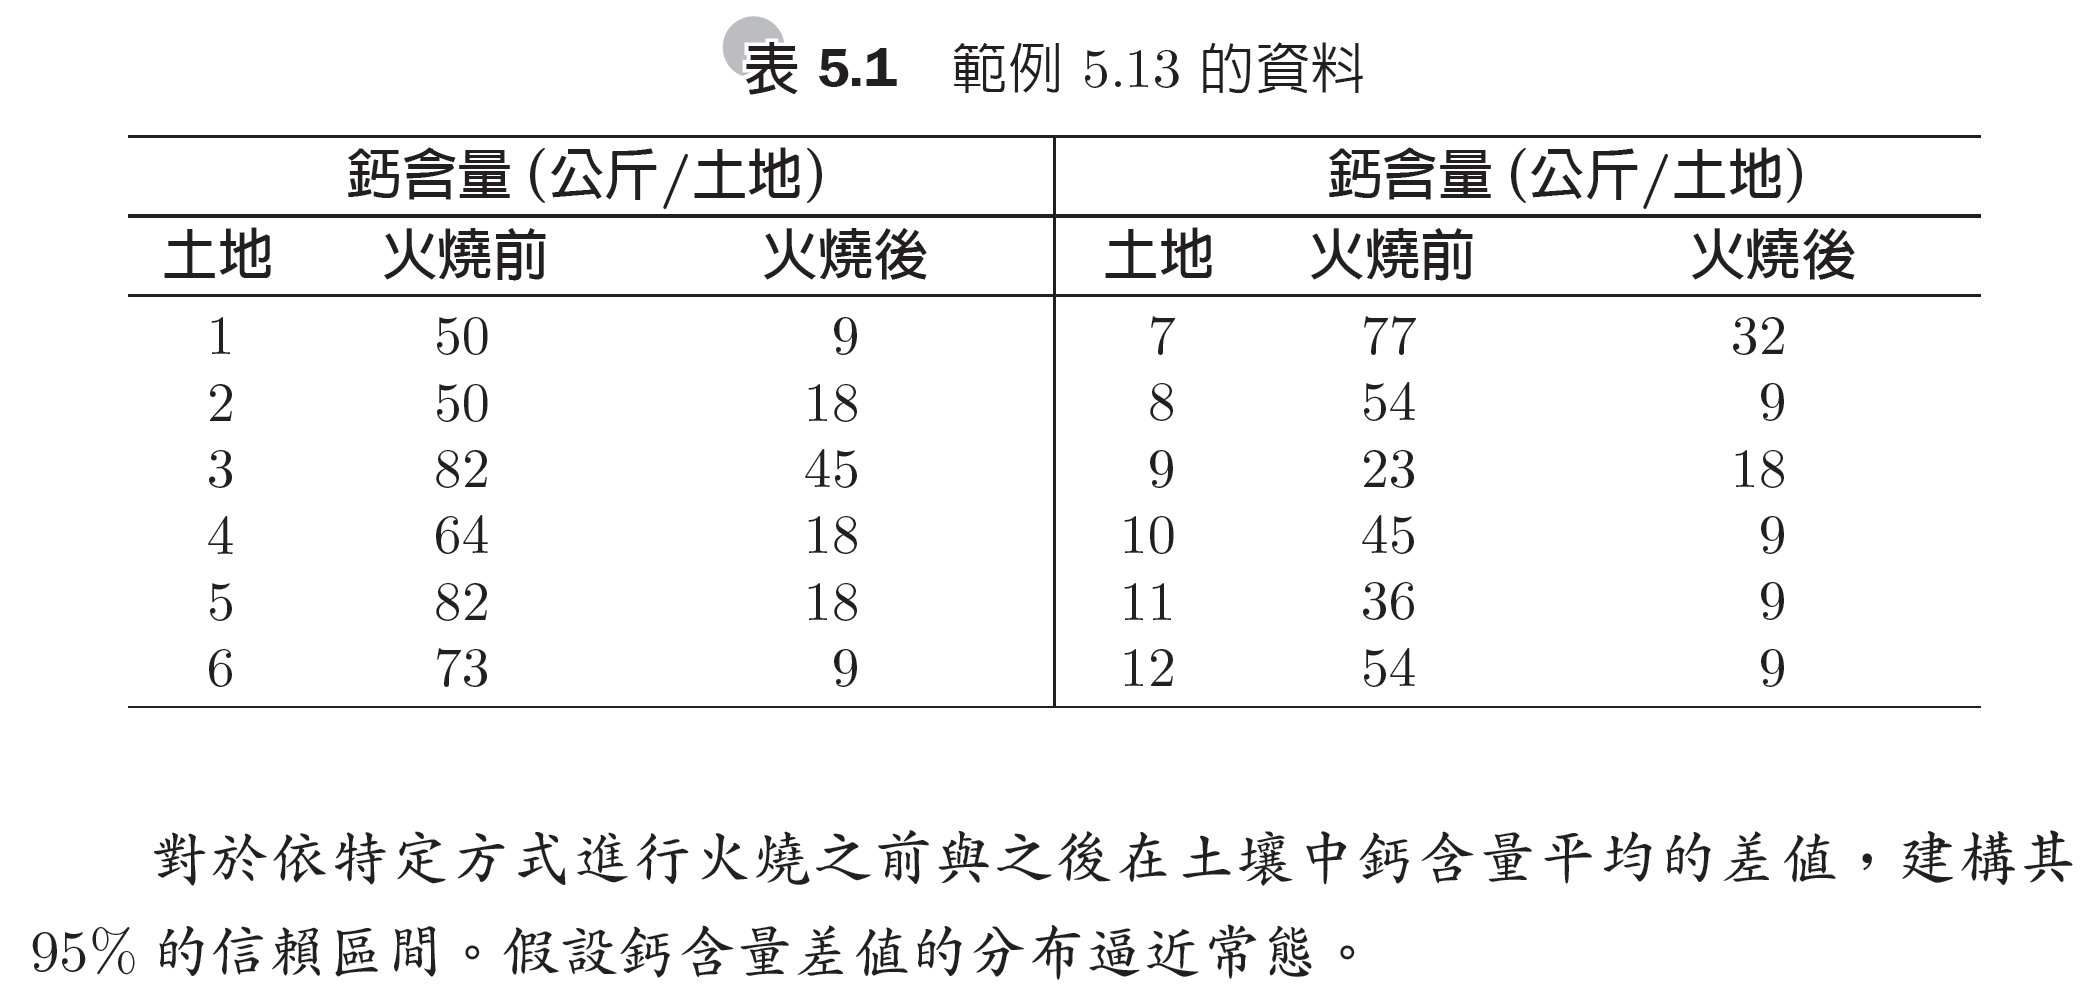 表 5.1 範例 5.13 的資料
鈣含量 (公斤/土地) 鈣含量 (公斤/土地)
土地 火燒前 火燒後 土地 火燒前 火燒後
1 50 9 7 77 32
2 50 18 8 54 9
3 82 45 9 23 18
4 64 18 10 45 9
5 82 18 11 36 9
6 73 9 12 54 9
對於依特定方式進行火燒之前與之後在土壤中鈣含量平均的差值，建構其
95% 的信賴區間。假設鈣含量差值的分布逼近常態。